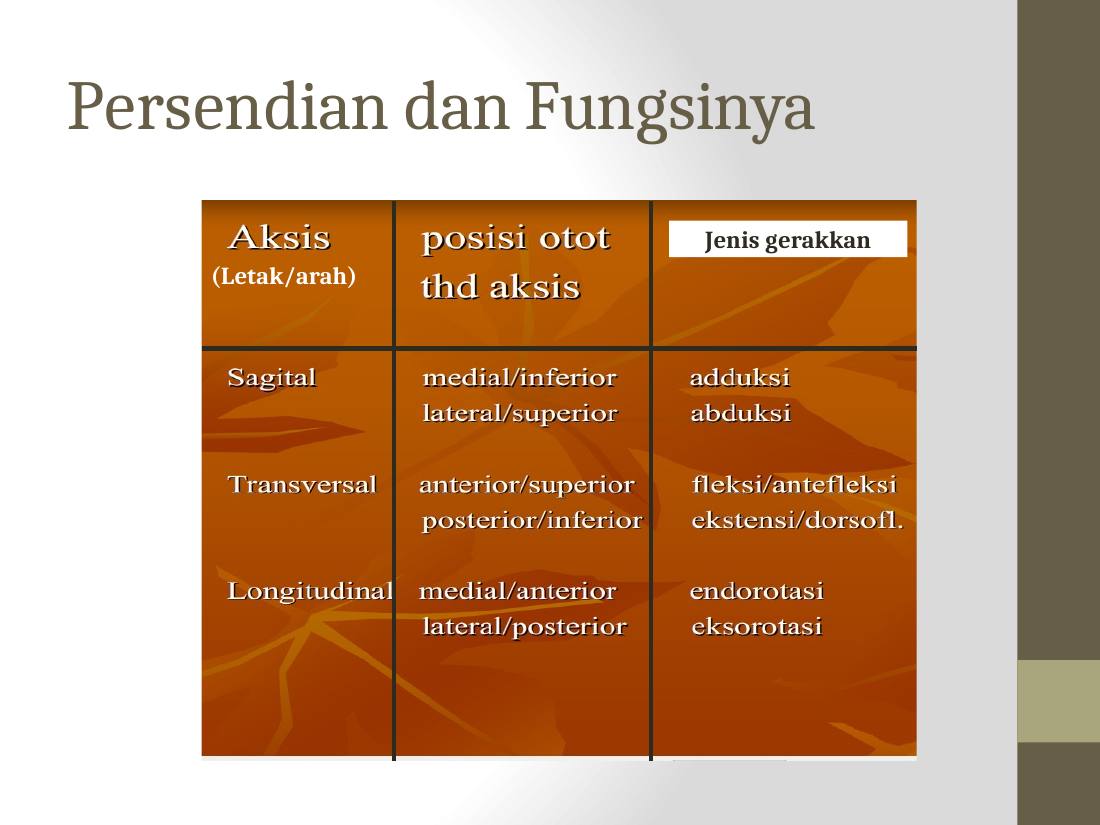 Persendian dan Fungsinya
Aksis posisi otot Jenis gerakkan
(Letak/arah) thd aksis
Sagital medial/inferior adduksi
lateral/superior abduksi
Transversal anterior/superior fleksi/antefleksi
posterior/inferior ekstensi/dorsofl.
Longitudinal medial/anterior endorotasi
lateral/posterior eksorotasi